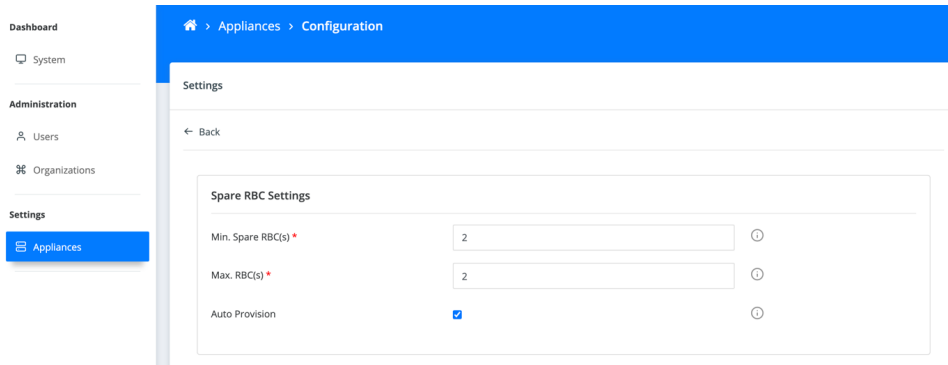 Dashboard
System
Administration
Users
Organizations
Settings
Appliances
> Appliances > Configuration
Settings
← Back
Spare RBC Settings
Min. Spare RBC(s) * 2
Max. RBC(s) * 2
Auto Provision